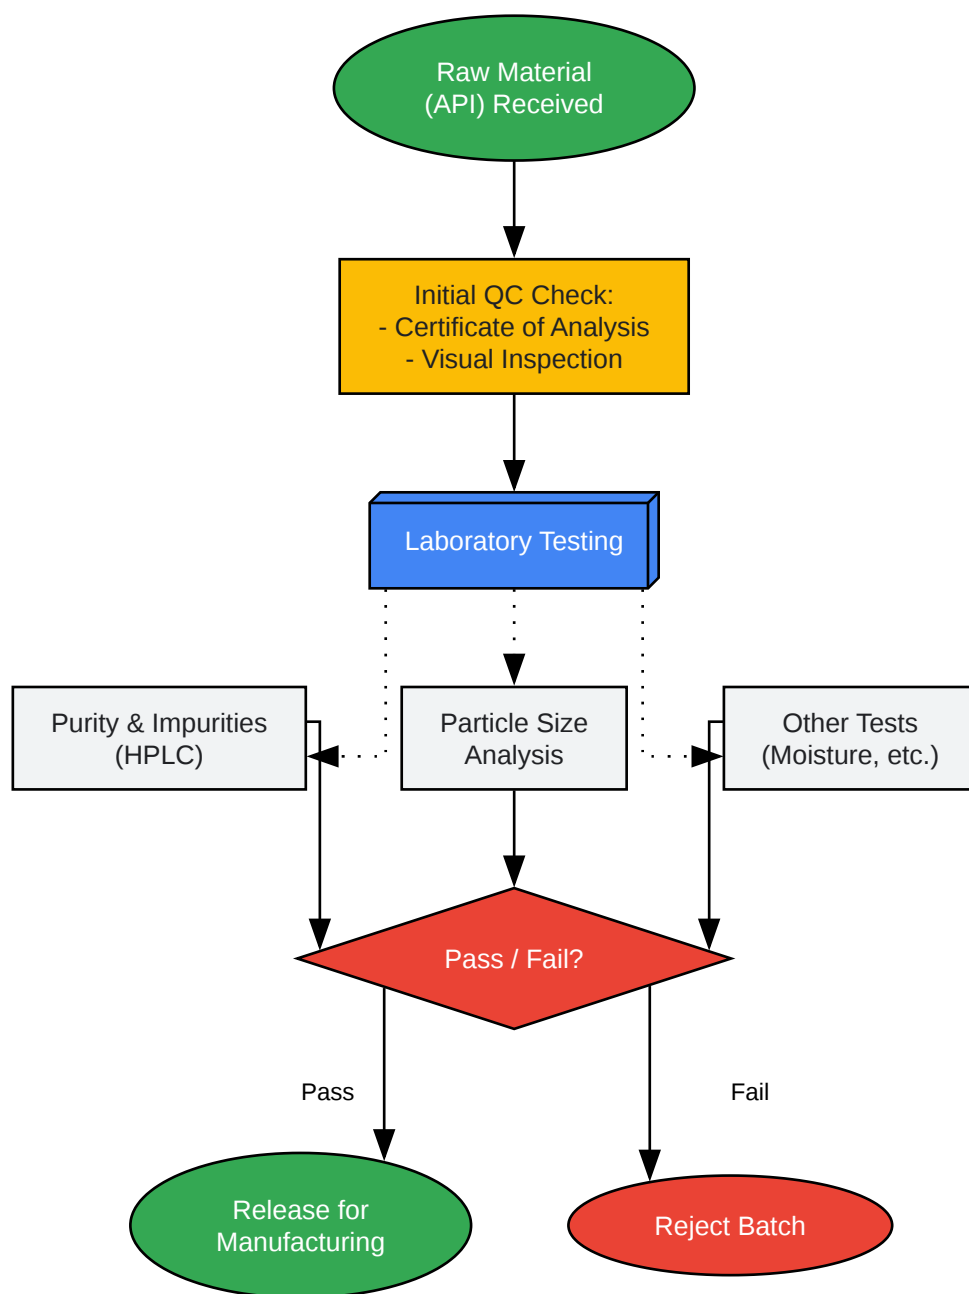 Raw Material
(API) Received
Initial QC Check:
- Certificate of Analysis
- Visual Inspection
Laboratory Testing
Purity & Impurities
(HPLC)
Particle Size
Analysis
Other Tests
(Moisture, etc.)
Pass / Fail?
Pass
Fail
Release for
Manufacturing
Reject Batch